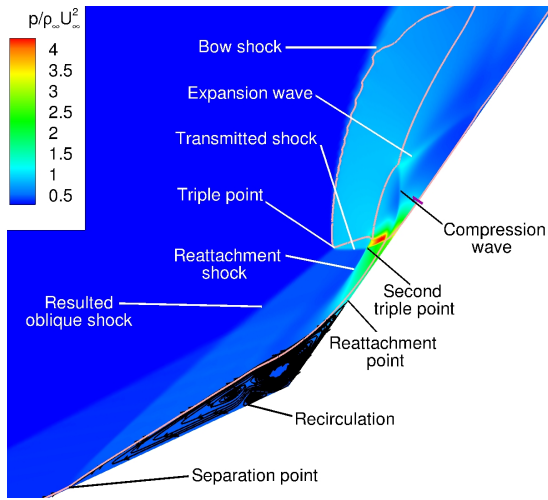 p/ρ∞U²∞
4
3.5
3
2.5
2
1.5
1
0.5
Bow shock
Expansion wave
Transmitted shock
Triple point
Compression
wave
Reattachment
shock
Second
triple point
Resulted
oblique shock
Reattachment
point
Recirculation
Separation point